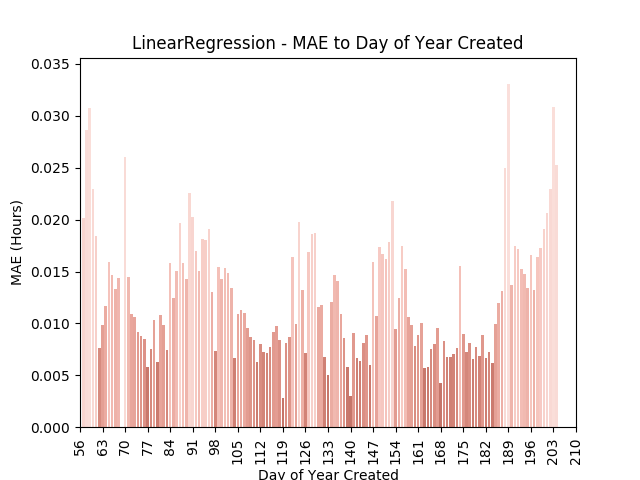 LinearRegression - MAE to Day of Year Created
0.035
0.030
0.025
0.020
0.015
0.010
0.005
0.000
MAE (Hours)
56 63 70 77 84 91 98 105 112 119 126 133 140 147 154 161 168 175 182 189 196 203 210
Day of Year Created